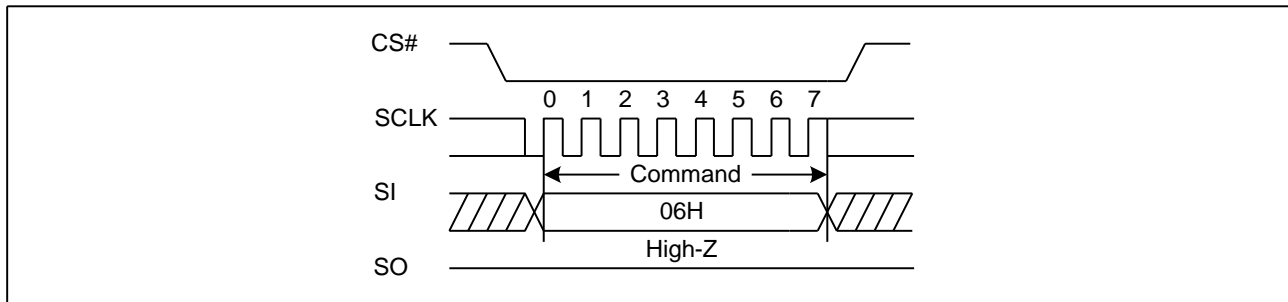 CS#
0 1 2 3 4 5 6 7
SCLK
Command
SI
06H
High-Z
SO